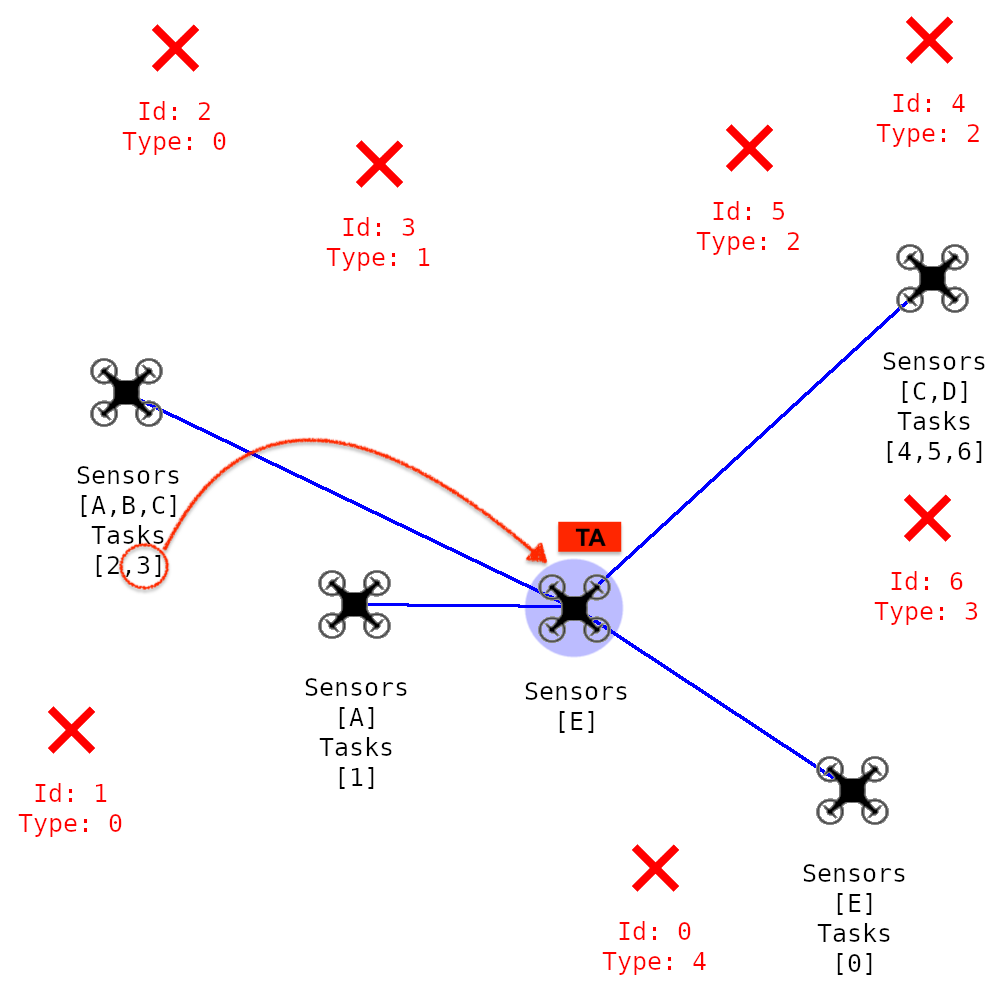 Id: 2
Type: 0
Id: 3
Type: 1
Id: 5
Type: 2
Id: 4
Type: 2
Sensors
[A,B,C]
Tasks
[2,3]
Sensors
[C,D]
Tasks
[4,5,6]
TA
Id: 6
Type: 3
Sensors
[A]
Tasks
[1]
Sensors
[E]
Id: 1
Type: 0
Id: 0
Type: 4
Sensors
[E]
Tasks
[0]